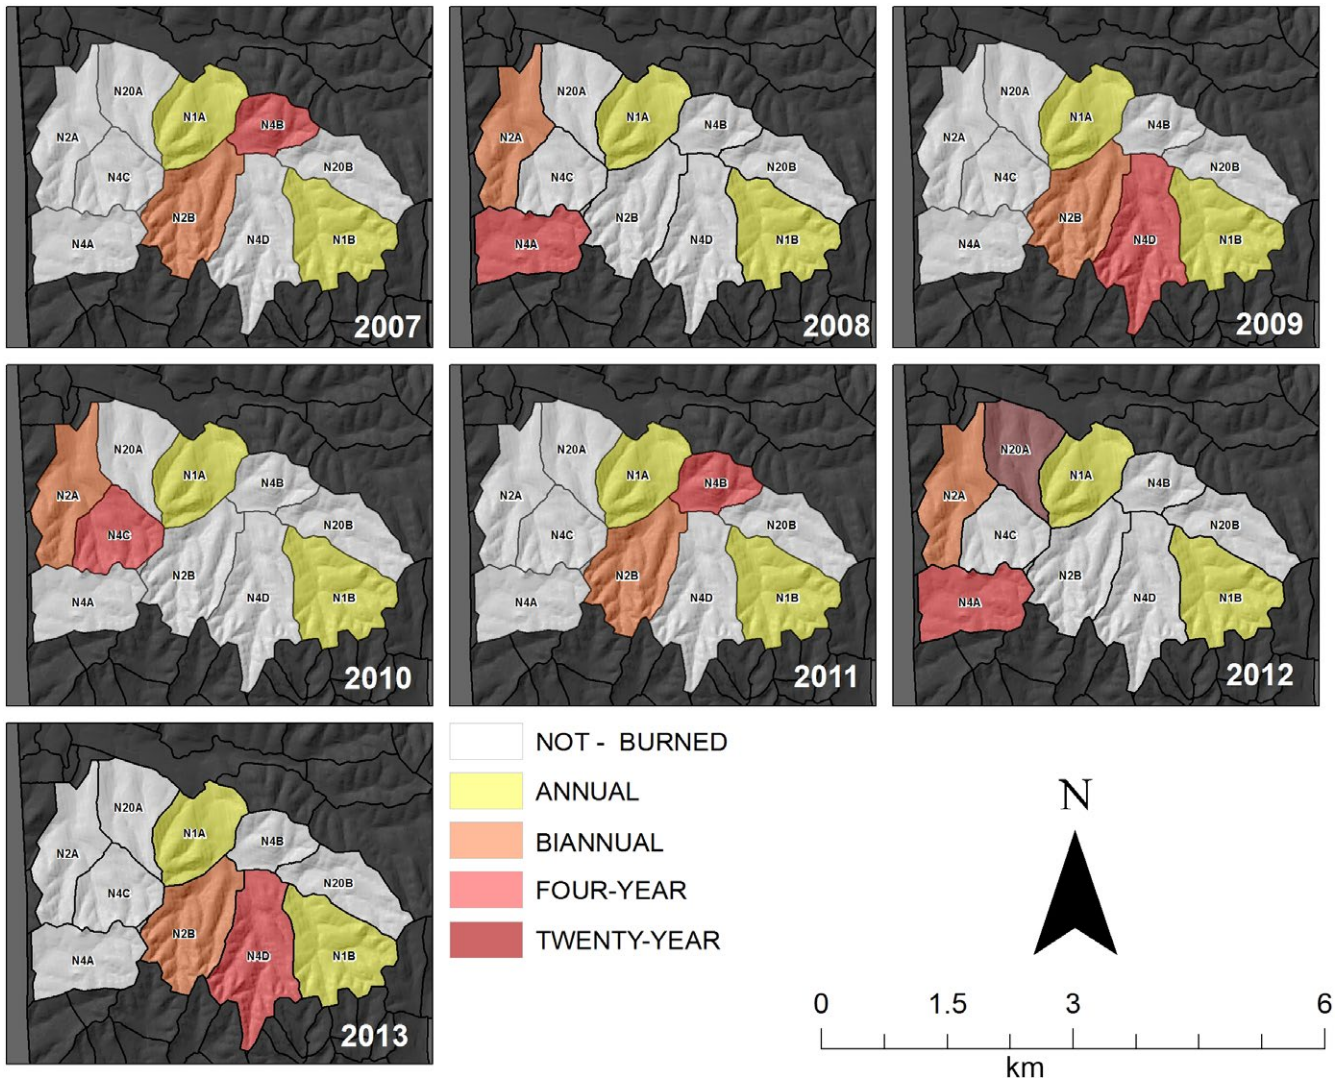 N20A
N1A
N4B
N2A
N20B
N4C
N2B
N4A
N4D
N1B
2007
N20A
N1A
N4B
N2A
N20B
N4C
N2B
N4A
N4D
N1B
2008
N20A
N1A
N4B
N2A
N20B
N4C
N2B
N4A
N4D
N1B
2009
N20A
N1A
N4B
N2A
N20B
N4C
N2B
N4A
N4D
N1B
2010
N20A
N1A
N4B
N2A
N20B
N4C
N2B
N4A
N4D
N1B
2011
N20A
N1A
N4B
N2A
N20B
N4C
N2B
N4A
N4D
N1B
2012
N20A
N1A
N4B
N2A
N20B
N4C
N2B
N4A
N4D
N1B
2013
NOT - BURNED
ANNUAL
BIANNUAL
FOUR-YEAR
TWENTY-YEAR
N
0 1.5 3 6
km